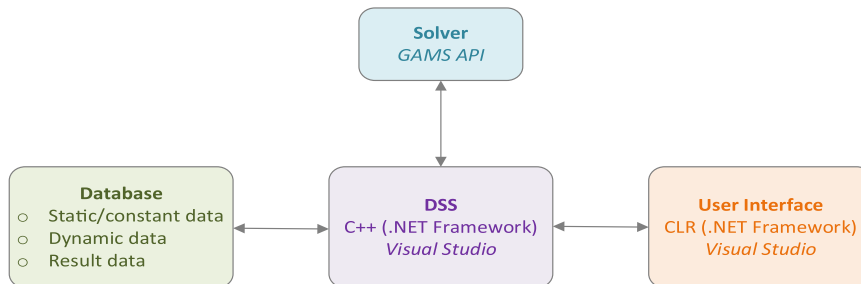 Solver
GAMS API
Database
o Static/constant data
o Dynamic data
o Result data
DSS
C++ (.NET Framework)
Visual Studio
User Interface
CLR (.NET Framework)
Visual Studio